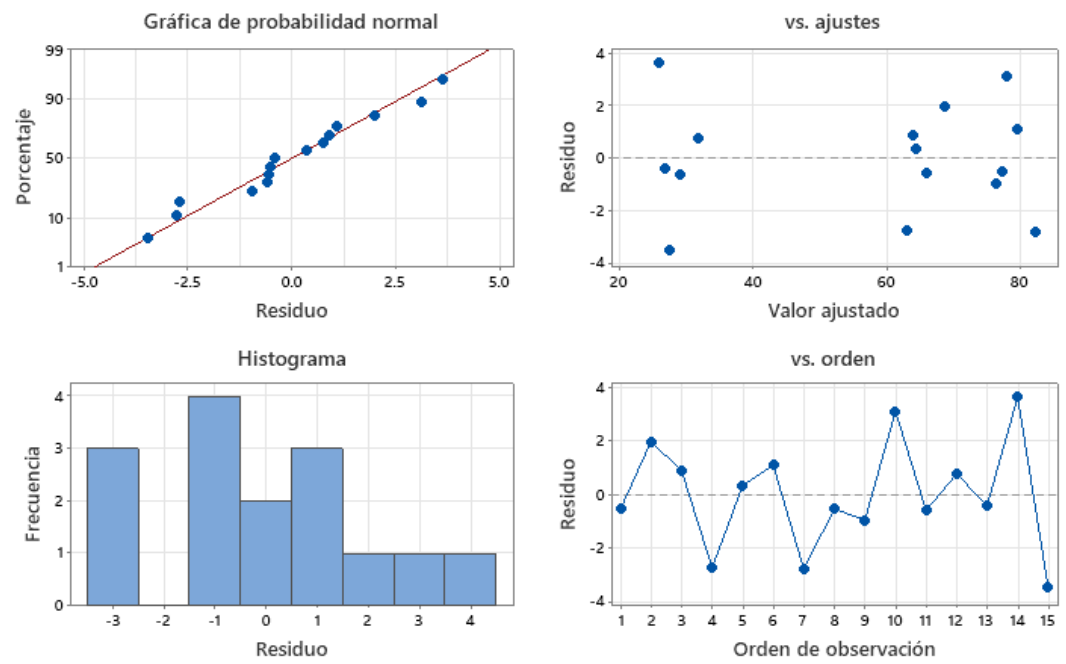 Gráfica de probabilidad normal
99
90
50
10
1
Porcentaje
-5.0 -2.5 0.0 2.5 5.0
Residuo
vs. ajustes
4
2
0
-2
-4
Residuo
20 40 60 80
Valor ajustado
Histograma
4
3
2
1
0
Frecuencia
-3 -2 -1 0 1 2 3 4
Residuo
vs. orden
4
2
0
-2
-4
Residuo
1 2 3 4 5 6 7 8 9 10 11 12 13 14 15
Orden de observación